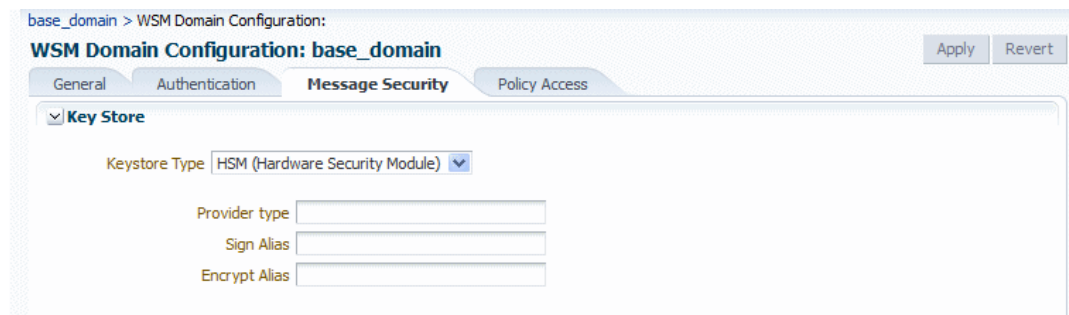 base_domain > WSM Domain Configuration:
WSM Domain Configuration: base_domain
Apply Revert
General Authentication Message Security Policy Access
Key Store
Keystore Type HSM (Hardware Security Module)
Provider type
Sign Alias
Encrypt Alias